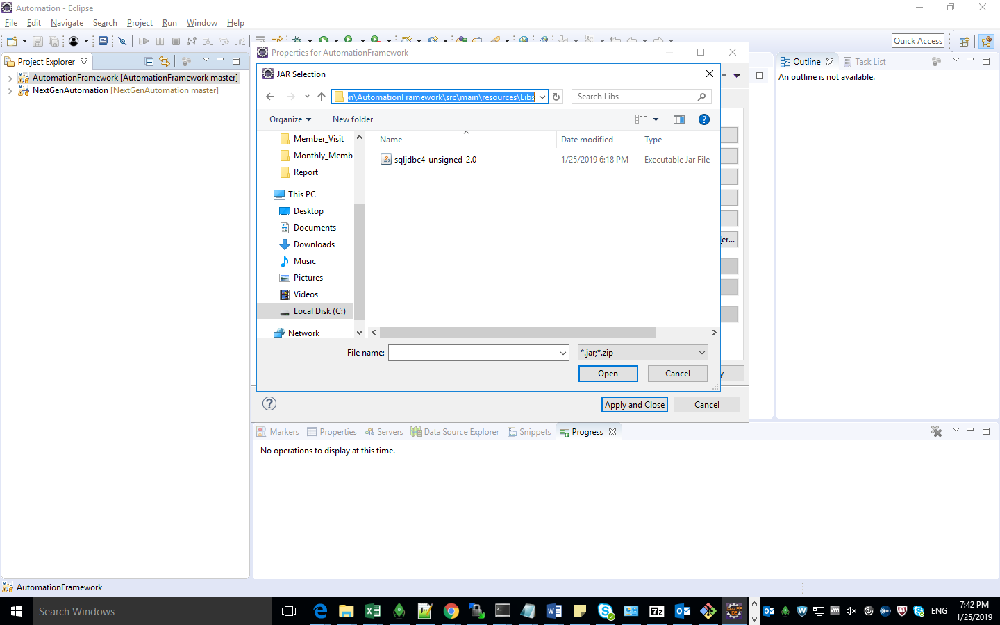 Automation - Eclipse
File Edit Navigate Search Project Run Window Help
Quick Access
Project Explorer
AutomationFramework [AutomationFramework master]
NextGenAutomation [NextGenAutomation master]
Properties for AutomationFramework
JAR Selection
n\AutomationFramework\src\main\resources\Libs
Search Libs
Organize New folder
Member_Visit
Monthly_Memb
Report
This PC
Desktop
Documents
Downloads
Music
Pictures
Videos
Local Disk (C:)
Network
Name Date modified Type
sqljdbc4-unsigned-2.0 1/25/2019 6:18 PM Executable Jar File
File name: *.jar;*.zip
Open Cancel
er...
y
Apply and Close Cancel
Outline Task List
An outline is not available.
Markers Properties Servers Data Source Explorer Snippets Progress
No operations to display at this time.
AutomationFramework
Search Windows
ENG
7:42 PM
1/25/2019